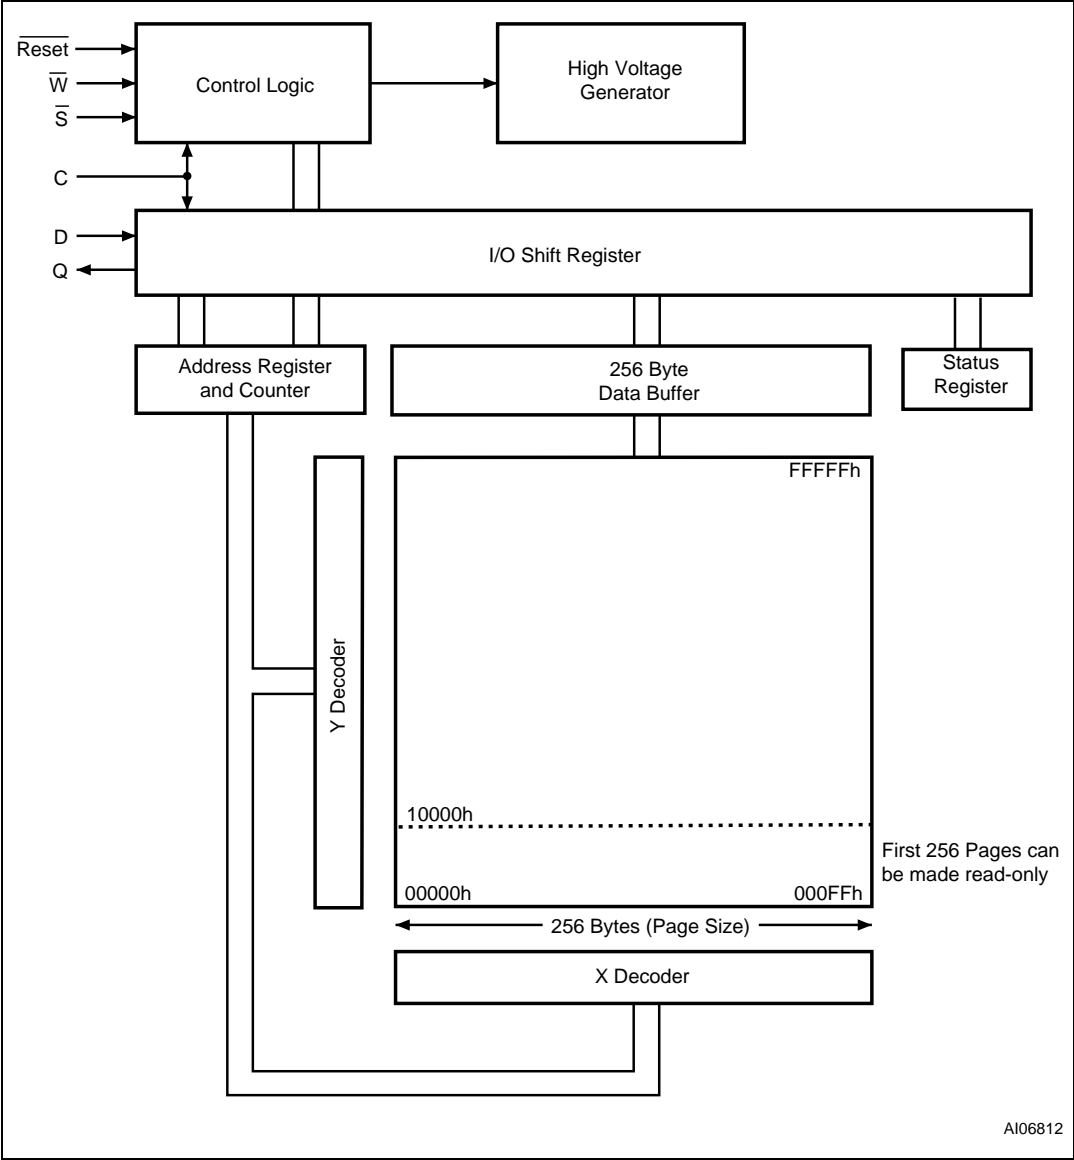 Reset
W
S
C
D
Q
Control Logic
High Voltage
Generator
I/O Shift Register
Address Register
and Counter
256 Byte
Data Buffer
Status
Register
Y Decoder
FFFFFh
10000h
00000h
000FFh
First 256 Pages can
be made read-only
256 Bytes (Page Size)
X Decoder
AI06812